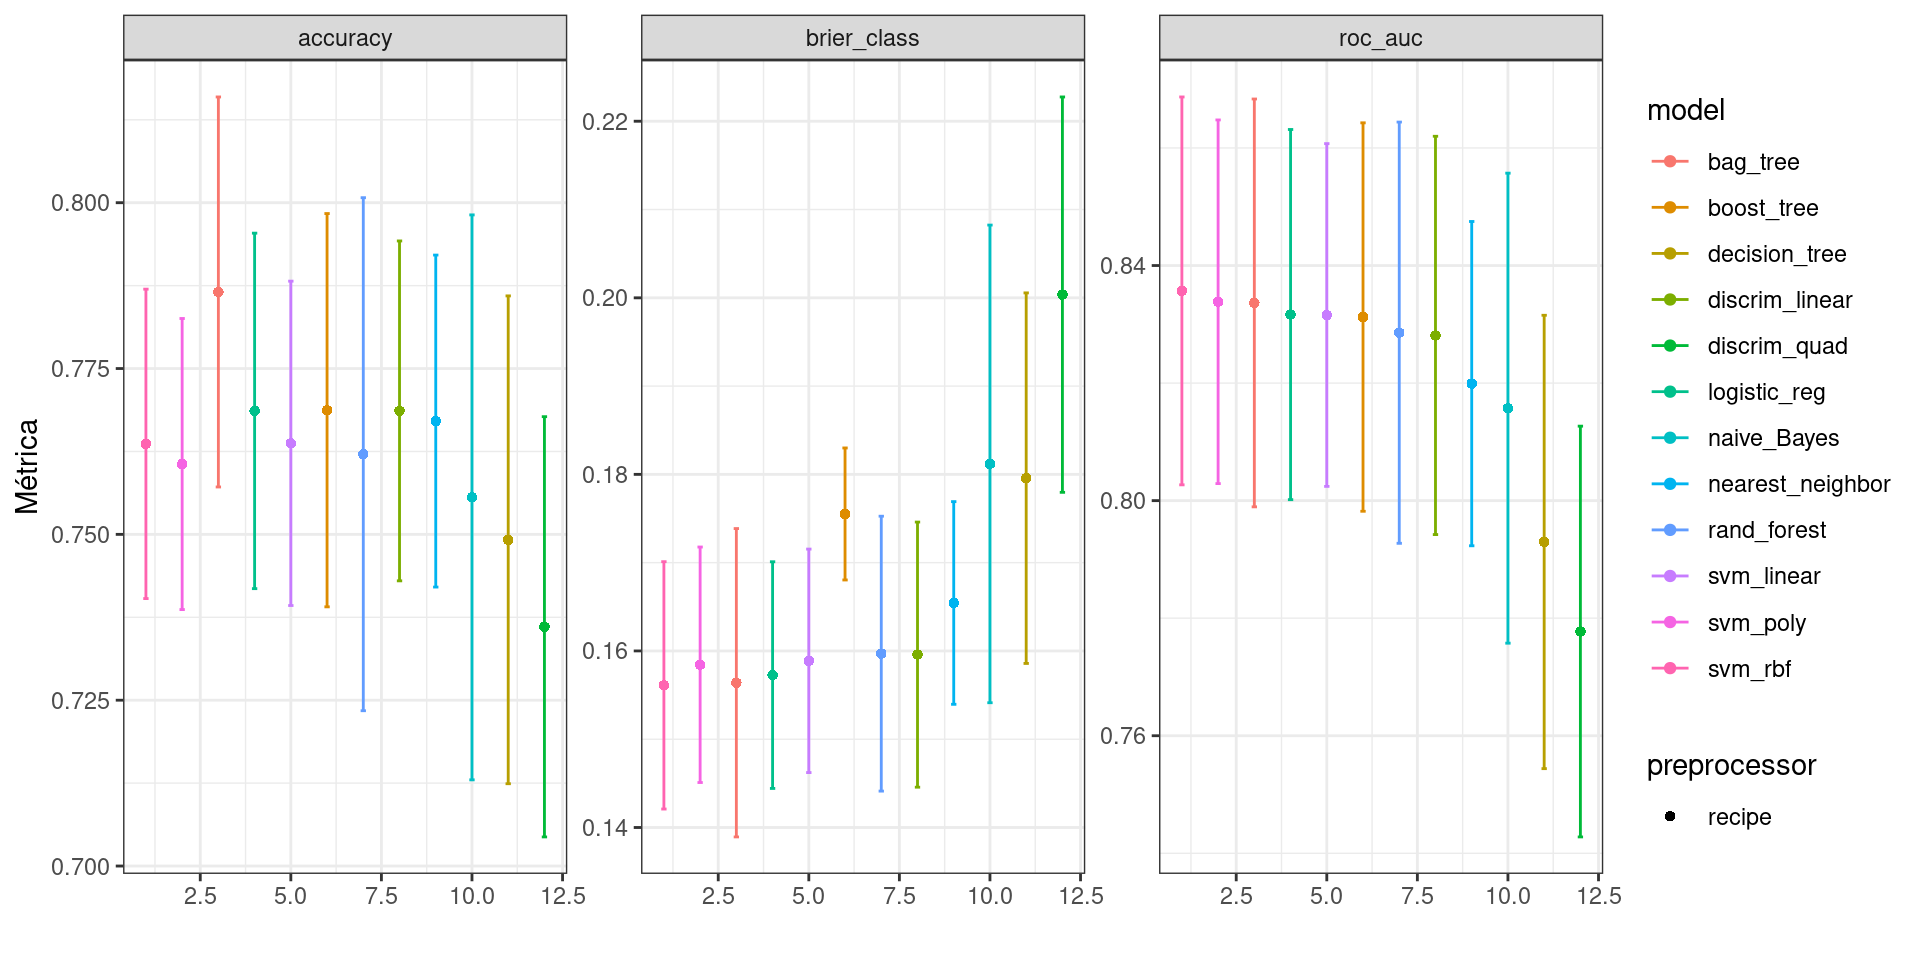 accuracy
brier_class
roc_auc
Métrica
0.800
0.775
0.750
0.725
0.700
2.5
5.0
7.5
10.0
12.5
0.22
0.20
0.18
0.16
0.14
2.5
5.0
7.5
10.0
12.5
0.84
0.80
0.76
2.5
5.0
7.5
10.0
12.5
model
bag_tree
boost_tree
decision_tree
discrim_linear
discrim_quad
logistic_reg
naive_Bayes
nearest_neighbor
rand_forest
svm_linear
svm_poly
svm_rbf
preprocessor
recipe